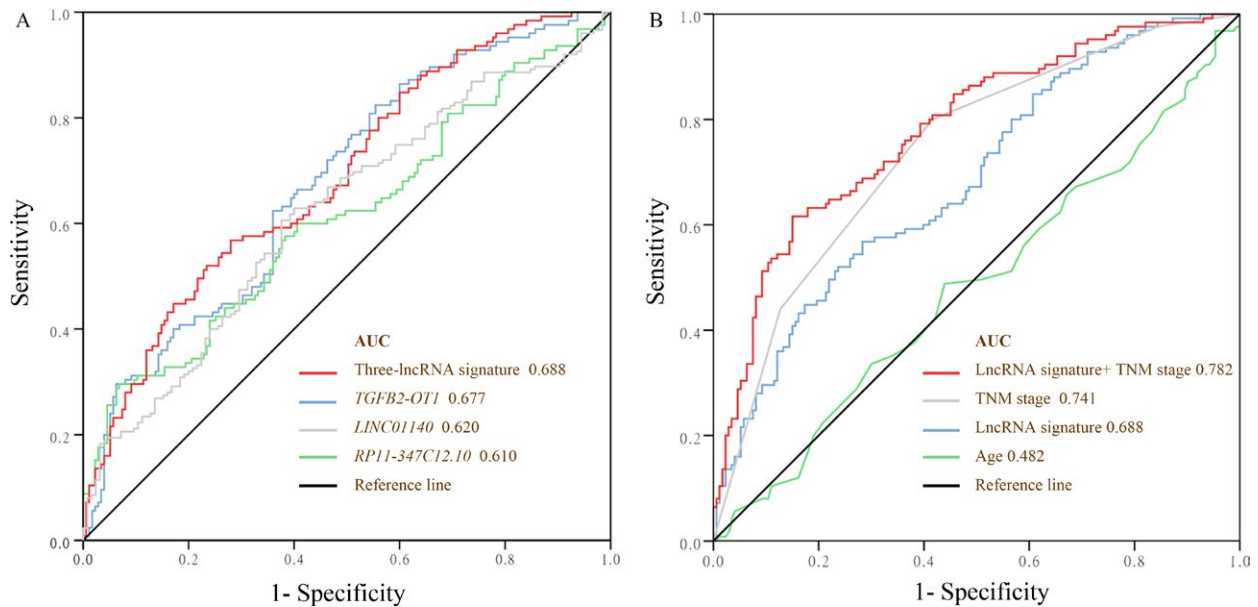 A
1.0
0.8
0.6
0.4
0.2
0.0
Sensitivity
0.0
0.2
0.4
0.6
0.8
1.0
1- Specificity
AUC
Three-lncRNA signature 0.688
TGFB2-OT1 0.677
LINC01140 0.620
RP11-347C12.10 0.610
Reference line
B
1.0
0.8
0.6
0.4
0.2
0.0
Sensitivity
0.0
0.2
0.4
0.6
0.8
1.0
1- Specificity
AUC
LncRNA signature+ TNM stage 0.782
TNM stage 0.741
LncRNA signature 0.688
Age 0.482
Reference line